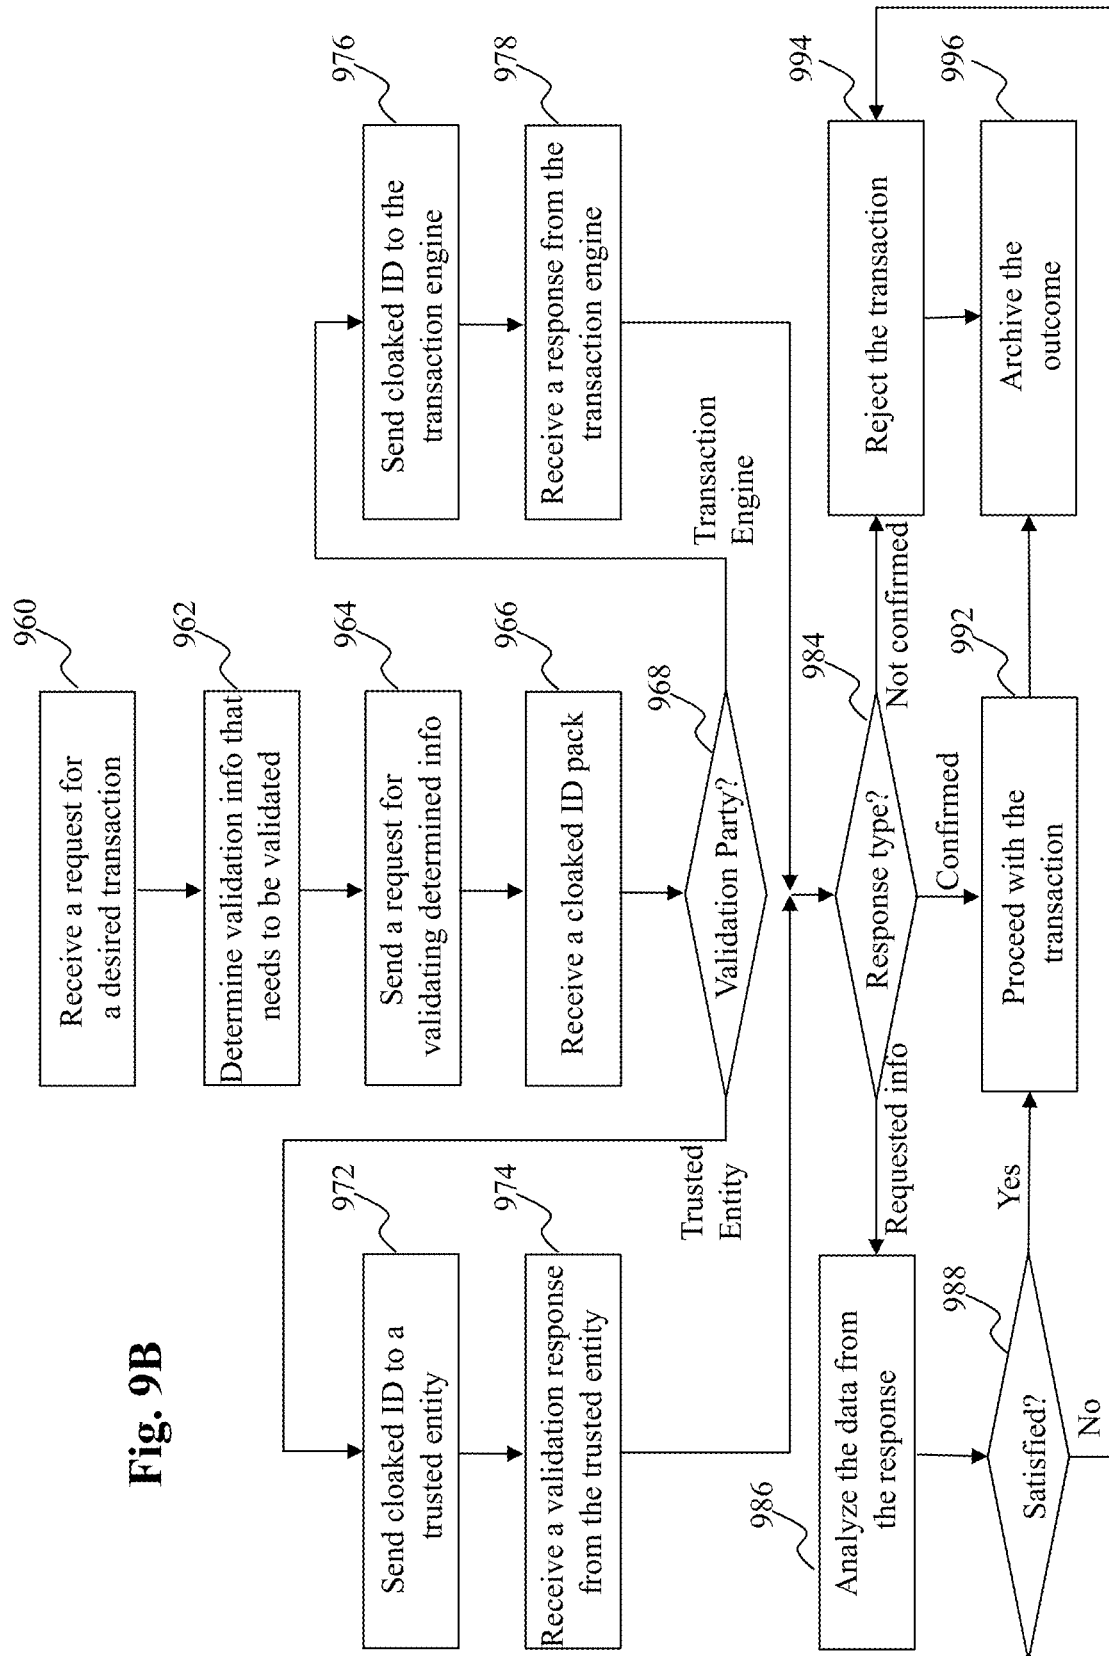 960
Receive a request for
a desired transaction
962
Determine validation info that
needs to be validated
964
Send a request for
validating determined info
966
Receive a cloaked ID pack
968
Validation Party?
Trusted
Entity
Transaction
Engine
972
Send cloaked ID to a
trusted entity
974
Receive a validation response
from the trusted entity
976
Send cloaked ID to the
transaction engine
978
Receive a response from the
transaction engine
984
Response type?
Requested info
Confirmed
Not confirmed
986
Analyze the data from
the response
988
Satisfied?
Yes
No
992
Proceed with the
transaction
994
Reject the transaction
996
Archive the
outcome
Fig. 9B